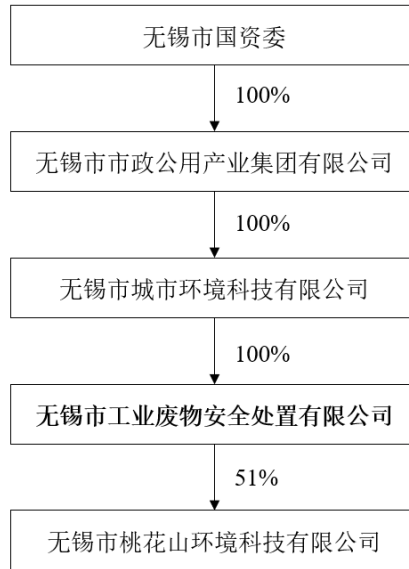 无锡市国资委
100%
无锡市市政公用产业集团有限公司
100%
无锡市城市环境科技有限公司
100%
无锡市工业废物安全处置有限公司
51%
无锡市桃花山环境科技有限公司